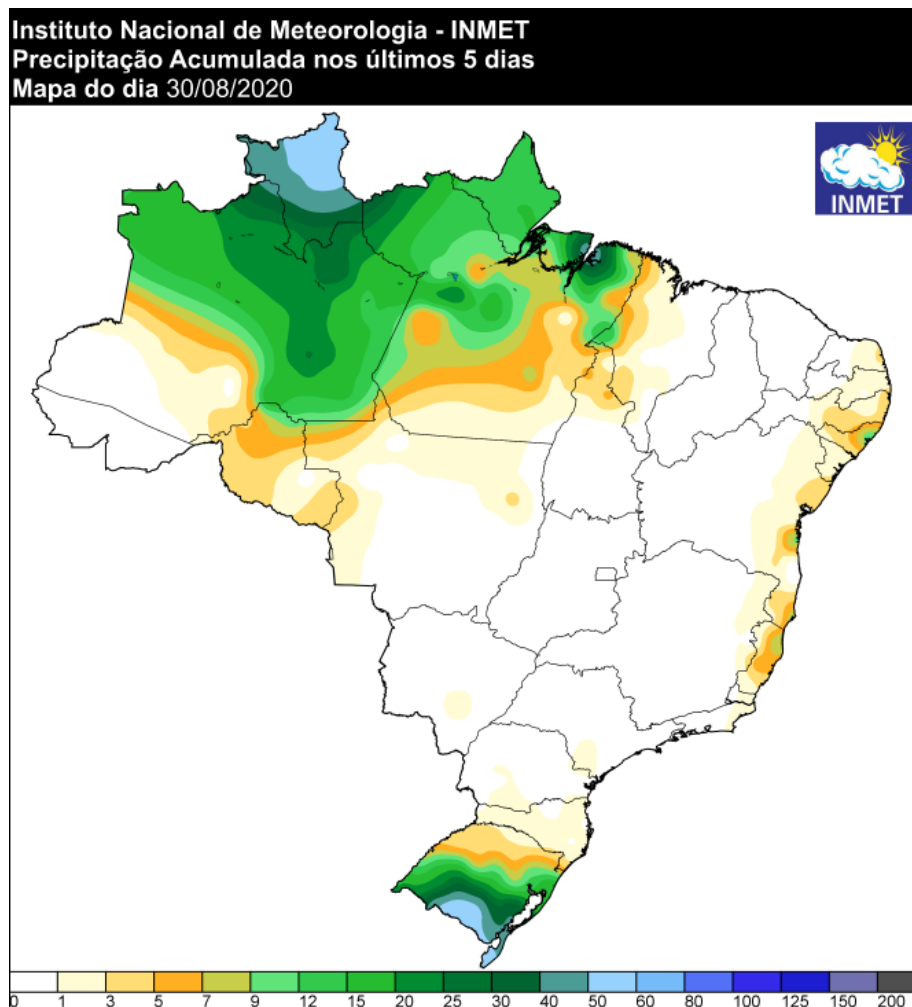 Instituto Nacional de Meteorologia - INMET
Precipitação Acumulada nos últimos 5 dias
Mapa do dia 30/08/2020
INMET
0 1 3 5 7 9 12 15 20 25 30 40 50 60 80 100 125 150 200